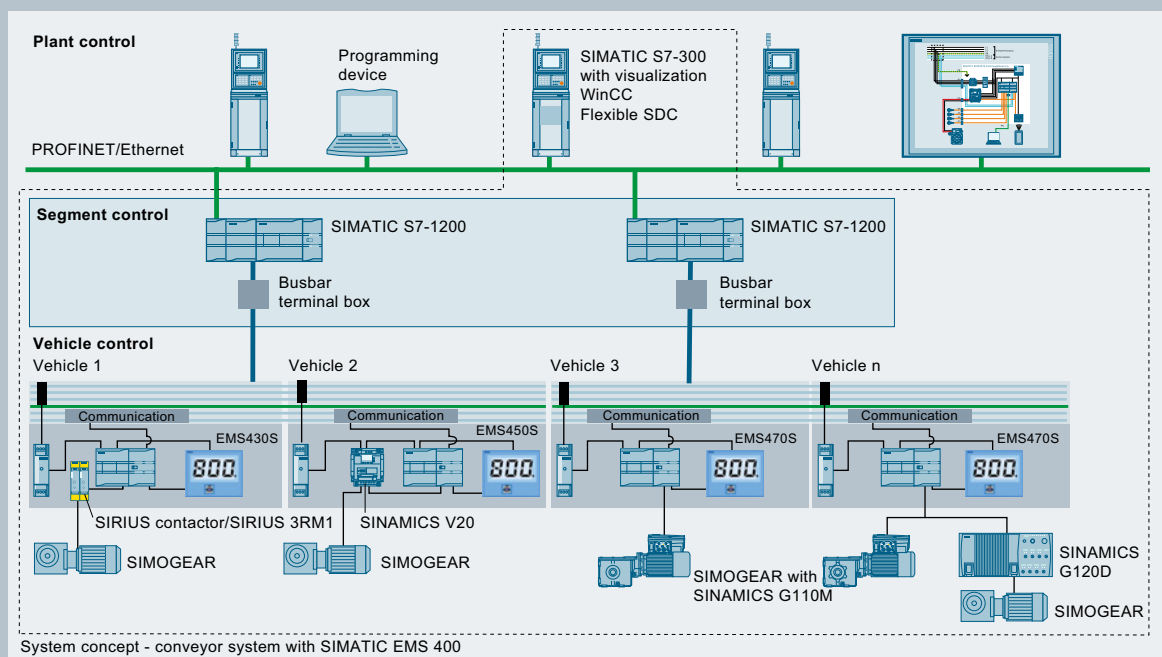 Plant control
Programming
device
SIMATIC S7-300
with visualization
WinCC
Flexible SDC
PROFINET/Ethernet
Segment control
SIMATIC S7-1200
SIMATIC S7-1200
Busbar
terminal box
Busbar
terminal box
Vehicle control
Vehicle 1
Vehicle 2
Vehicle 3
Vehicle n
Communication
Communication
Communication
Communication
EMS430S
EMS450S
EMS470S
EMS470S
800.
800.
800.
800.
SIRIUS contactor/SIRIUS 3RM1
SINAMICS V20
SIMOGEAR
SIMOGEAR
SIMOGEAR with
SINAMICS G110M
SINAMICS
G120D
SIMOGEAR
System concept - conveyor system with SIMATIC EMS 400